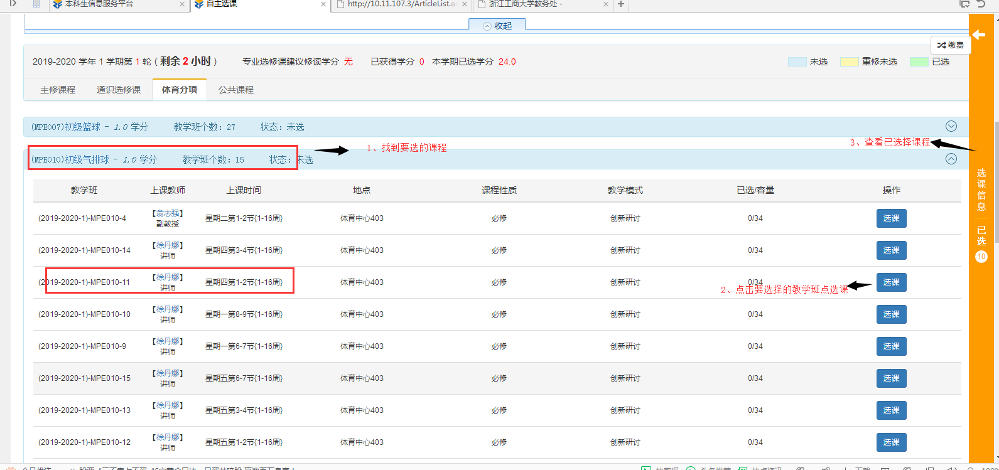 本科生信息服务平台
自主选课
http://10.11.107.3/ArticleList.a
浙江工商大学教务处 -
收起
缴费
2019-2020 学年 1 学期第 1 轮 ( 剩余 2 小时 ) 专业选修课建议修读学分 无 已获得学分 0 本学期已选学分 24.0 未选 重修未选 已选
主修课程 通识选修课 体育分项 公共课程
(MPE007)初级篮球 - 1.0 学分 教学班个数: 27 状态: 未选
1、找到要选的课程
3、查看已选择课程
(MPE010)初级气排球 - 1.0 学分 教学班个数: 15 状态: 未选
教学班 上课教师 上课时间 地点 课程性质 教学模式 已选/容量 操作
(2019-2020-1)-MPE010-4 【翁志强】 副教授 星期二第1-2节{1-16周} 体育中心403 必修 创新研讨 0/34 选课
(2019-2020-1)-MPE010-14 【徐丹娜】 讲师 星期四第3-4节{1-16周} 体育中心403 必修 创新研讨 0/34 选课
(2019-2020-1)-MPE010-11 【徐丹娜】 讲师 星期四第1-2节{1-16周} 体育中心403 必修 创新研讨 0/34 选课
2、点击要选择的教学班点选课
(2019-2020-1)-MPE010-10 【徐丹娜】 讲师 星期一第8-9节{1-16周} 体育中心403 必修 创新研讨 0/34 选课
(2019-2020-1)-MPE010-9 【徐丹娜】 讲师 星期一第6-7节{1-16周} 体育中心403 必修 创新研讨 0/34 选课
(2019-2020-1)-MPE010-15 【徐丹娜】 讲师 星期五第6-7节{1-16周} 体育中心403 必修 创新研讨 0/34 选课
(2019-2020-1)-MPE010-13 【徐丹娜】 讲师 星期五第3-4节{1-16周} 体育中心403 必修 创新研讨 0/34 选课
(2019-2020-1)-MPE010-12 【徐丹娜】 讲师 星期五第1-2节{1-16周} 体育中心403 必修 创新研讨 0/34 选课
选课信息
已选
10